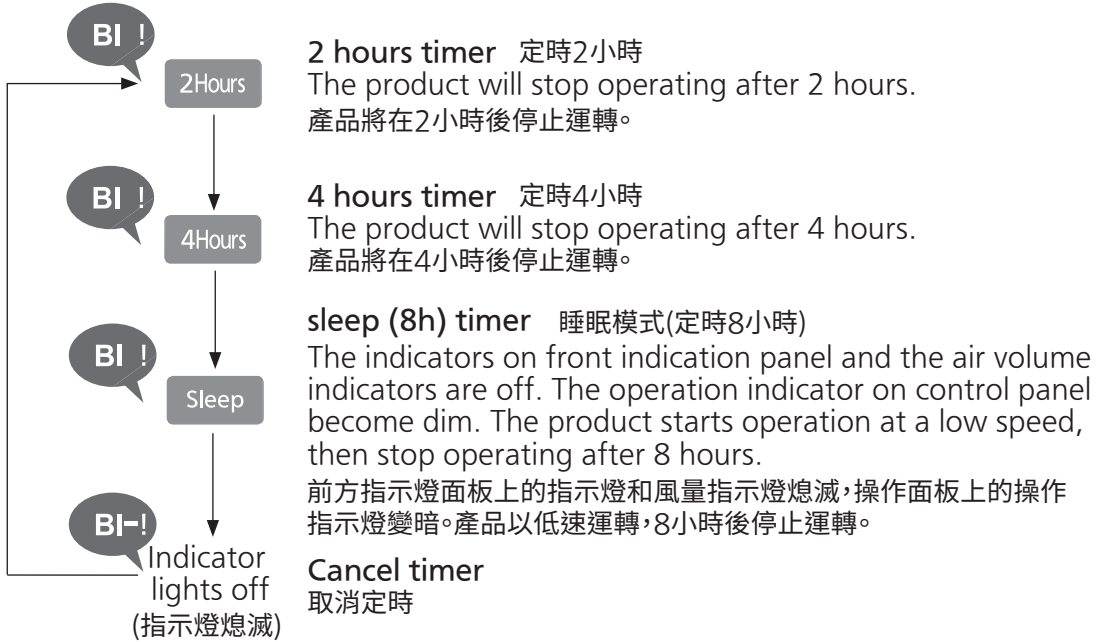 BI !
2Hours
2 hours timer 定時2小時
The product will stop operating after 2 hours.
產品將在2小時後停止運轉。
BI !
4Hours
4 hours timer 定時4小時
The product will stop operating after 4 hours.
產品將在4小時後停止運轉。
BI !
Sleep
sleep (8h) timer 睡眠模式(定時8小時)
The indicators on front indication panel and the air volume
indicators are off. The operation indicator on control panel
become dim. The product starts operation at a low speed,
then stop operating after 8 hours.
前方指示燈面板上的指示燈和風量指示燈熄滅，操作面板上的操作
指示燈變暗。產品以低速運轉，8小時後停止運轉。
BI-!
Indicator
lights off
(指示燈熄滅)
Cancel timer
取消定時